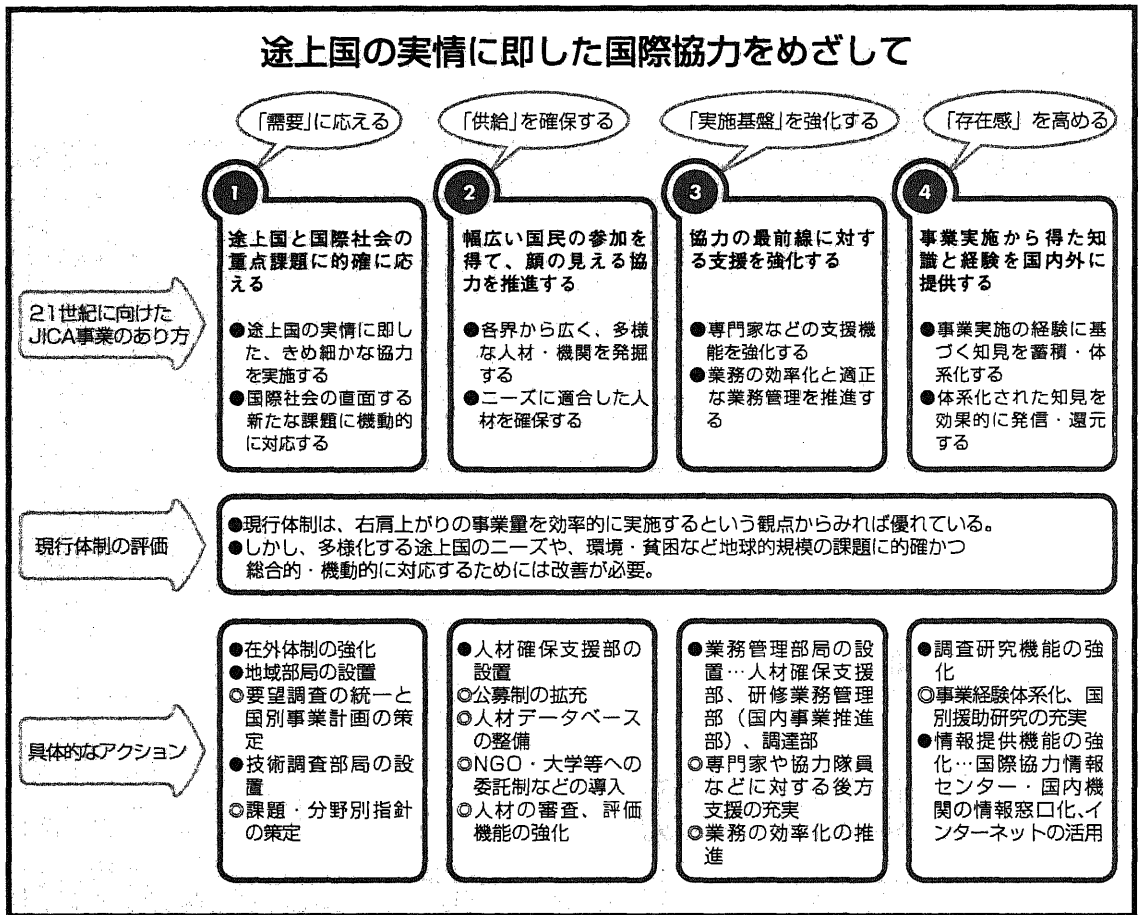 途上国の実情に即した国際協力をめざして
「需要」に応える
「供給」を確保する
「実施基盤」を強化する
「存在感」を高める
1
2
3
4
21世紀に向けた
JICA事業のあり方
途上国と国際社会の
重点課題に的確に応
える
●途上国の実情に即し
た、きめ細かな協力
を実施する
●国際社会の直面する
新たな課題に機動的
に対応する
幅広い国民の参加を
得て、顔の見える協
力を推進する
●各界から広く、多様
な人材・機関を発掘
する
●ニーズに適合した人
材を確保する
協力の最前線に対す
る支援を強化する
●専門家などの支援機
能を強化する
●業務の効率化と適正
な業務管理を推進す
る
事業実施から得た知
識と経験を国内外に
提供する
●事業実施の経験に基
づく知見を蓄積・体
系化する
●体系化された知見を
効果的に発信・還元
する
現行体制の評価
●現行体制は、右肩上がりの事業量を効率的に実施するという観点からみれば優れている。
●しかし、多様化する途上国のニーズや、環境・貧困など地球的規模の課題に的確かつ
総合的・機動的に対応するためには改善が必要。
具体的なアクション
●在外体制の強化
●地域部局の設置
◎要望調査の統一と
国別事業計画の策
定
●技術調査部局の設
置
◎課題・分野別指針
の策定
●人材確保支援部の
設置
◎公募制の拡充
◎人材データベース
の整備
◎NGO・大学等への
委託制などの導入
◎人材の審査、評価
機能の強化
●業務管理部局の設
置…人材確保支援
部、研修業務管理
部(国内事業推進
部)、調達部
◎専門家や協力隊員
などに対する後方
支援の充実
◎業務の効率化の推
進
●調査研究機能の強
化
◎事業経験体系化、国
別援助研究の充実
●情報提供機能の強
化…国際協力情報
センター・国内機
関の情報窓口化、イ
ンターネットの活用